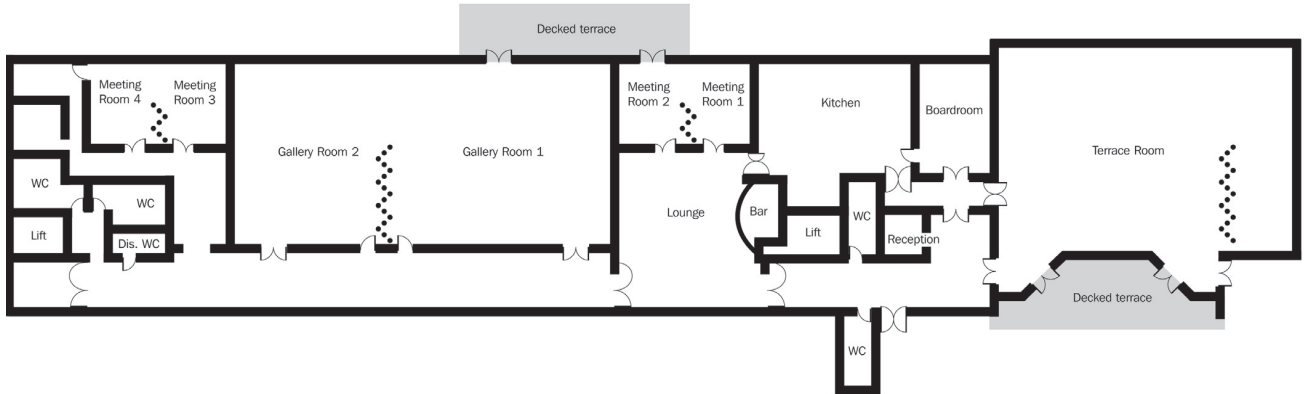 Decked terrace
Meeting
Room 4
Meeting
Room 3
Meeting
Room 2
Meeting
Room 1
Kitchen
Boardroom
Gallery Room 2
Gallery Room 1
Terrace Room
WC
WC
Lounge
Bar
WC
Lift
Dis. WC
Lift
Reception
Decked terrace
WC